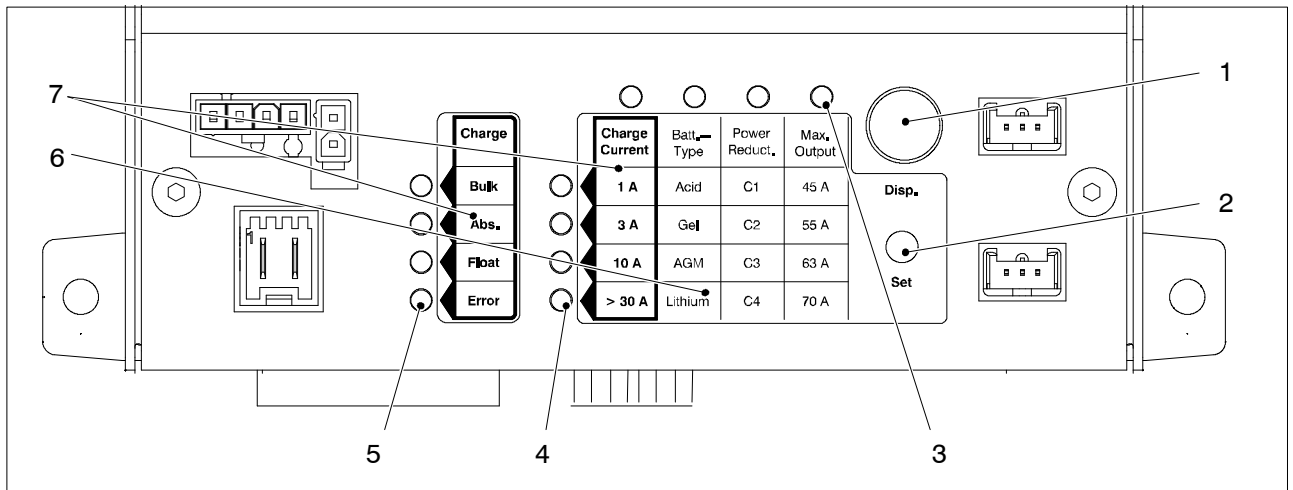 1
7
Charge
Bulk
Abs.
Float
Error
Charge Current
Batt.— Type
Power Reduct.
Max. Output
1 A
Acid
C1
45 A
3 A
Gel
C2
55 A
10 A
AGM
C3
63 A
> 30 A
Lithium
C4
70 A
Disp.
Set
6
1
2
5
4
3